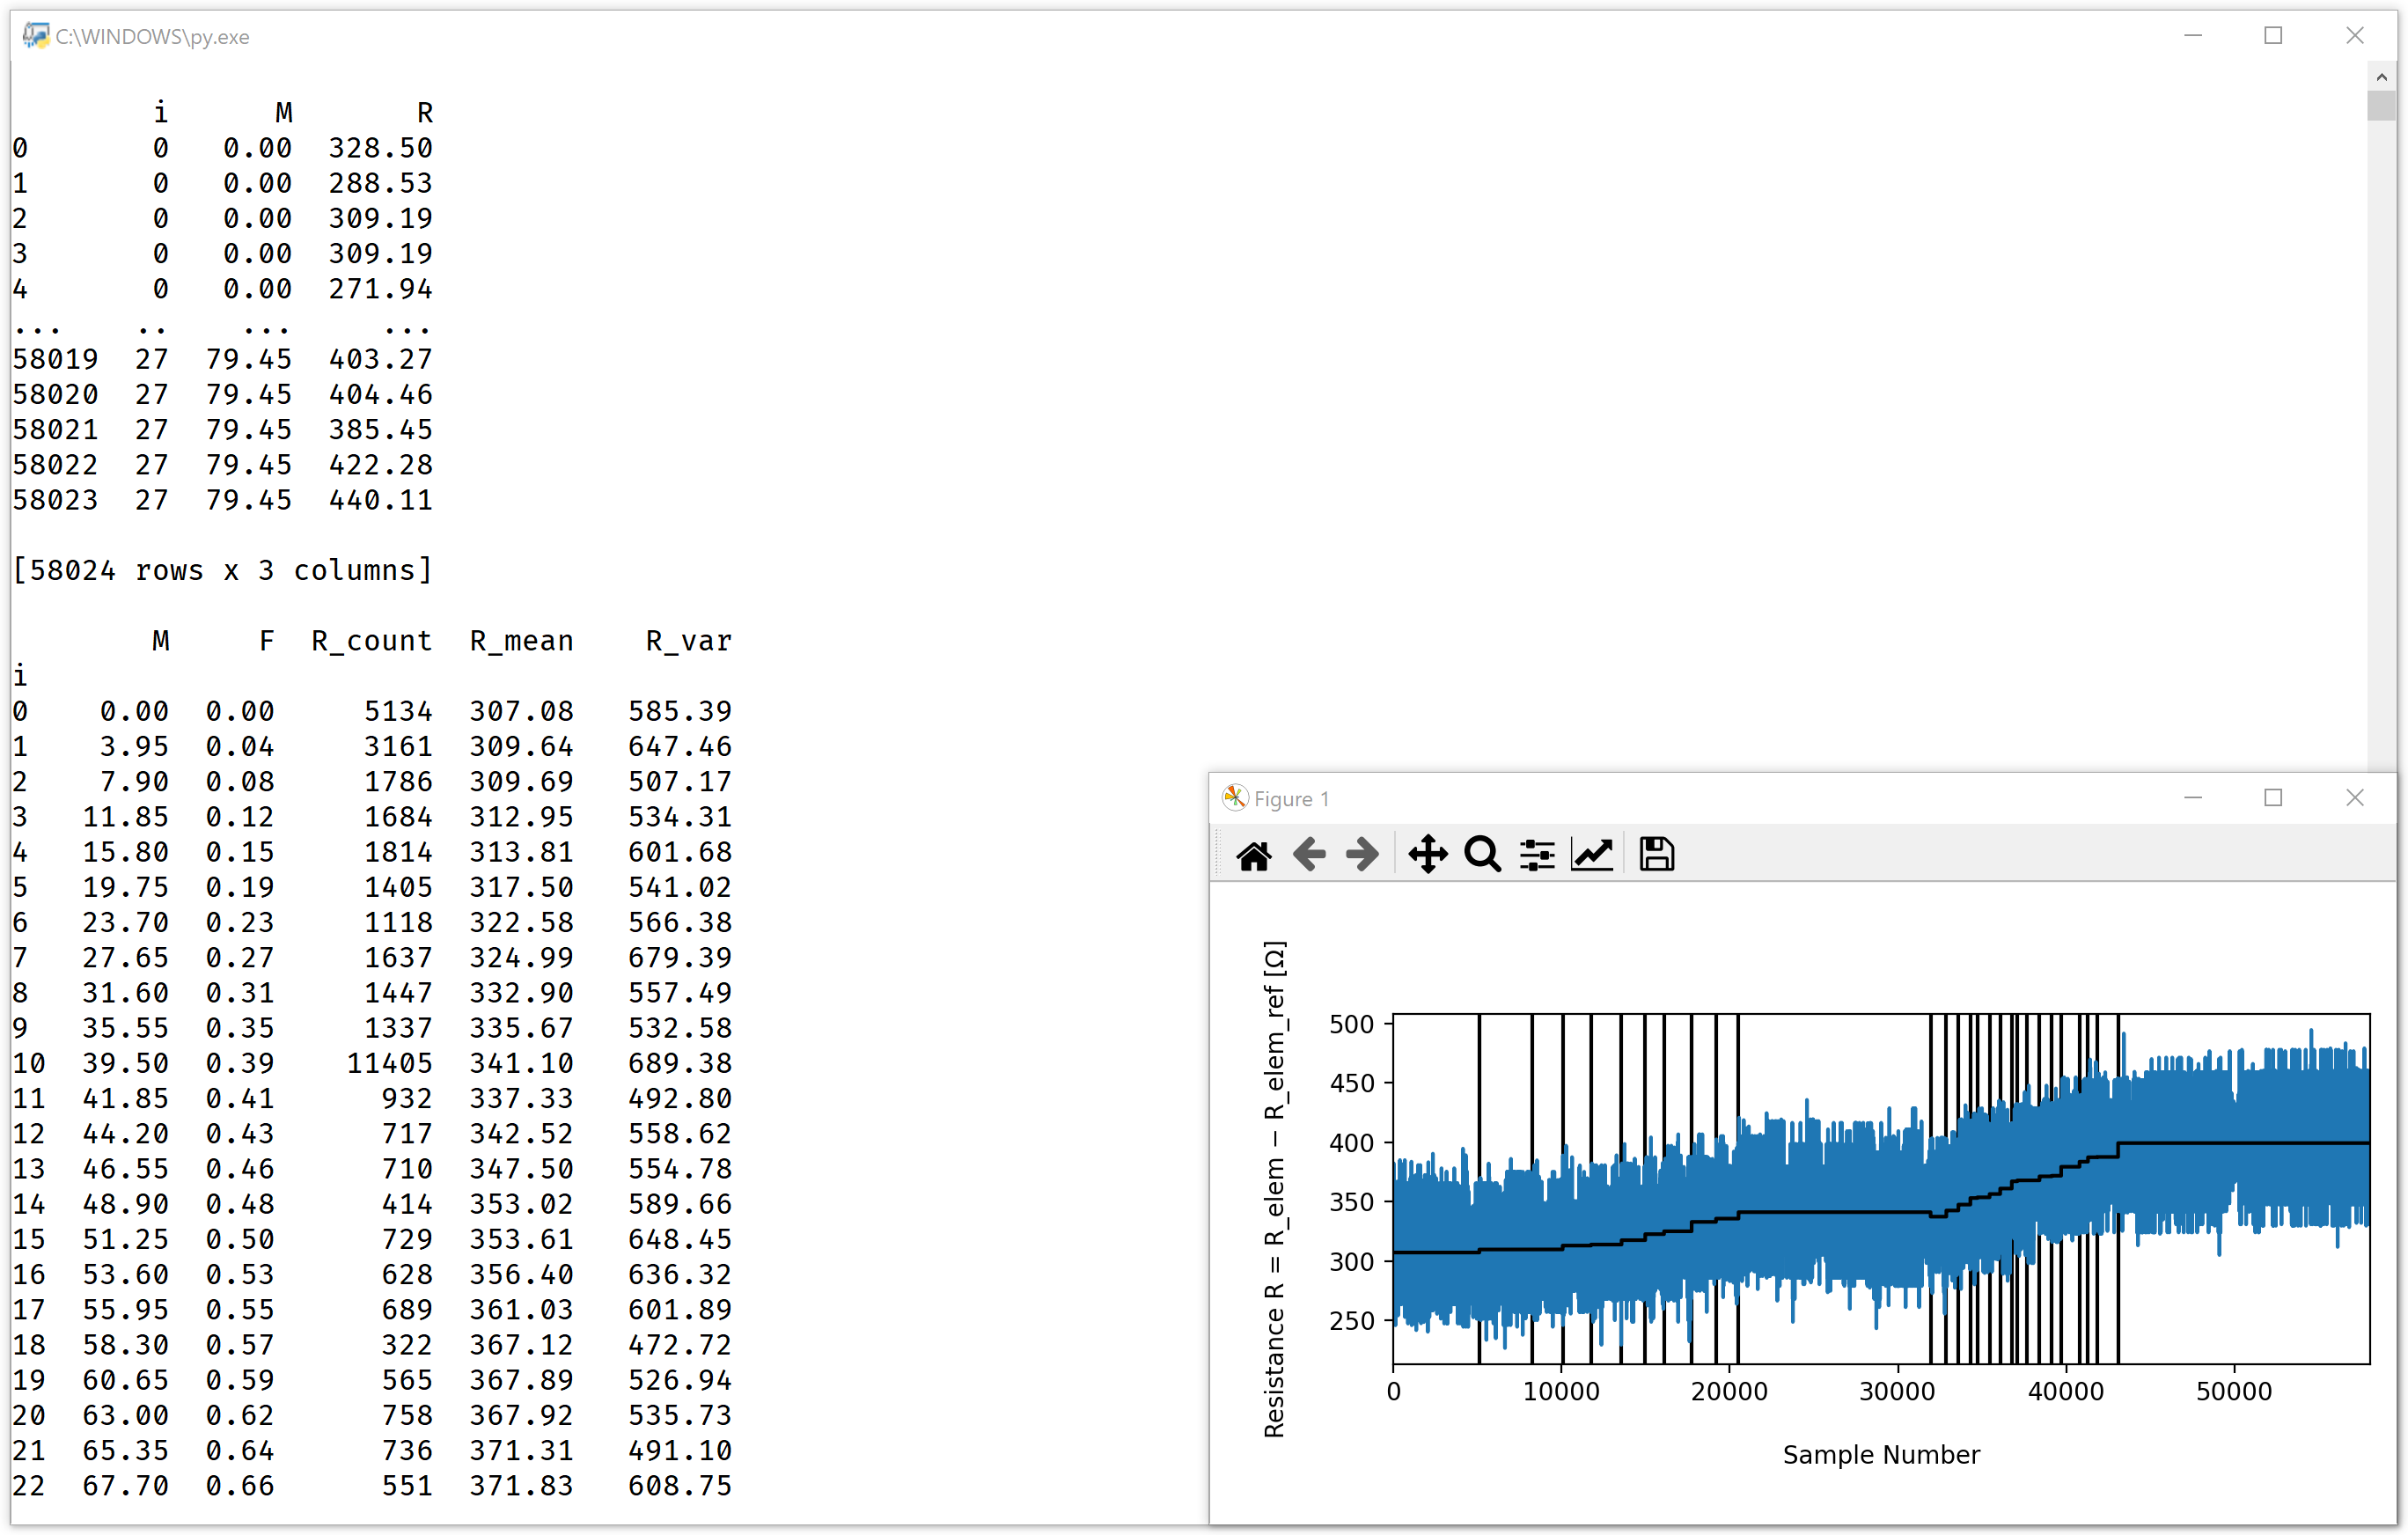 C:\WINDOWS\py.exe
i M R
0 0 0.00 328.50
1 0 0.00 288.53
2 0 0.00 309.19
3 0 0.00 309.19
4 0 0.00 271.94
... .. ... ...
58019 27 79.45 403.27
58020 27 79.45 404.46
58021 27 79.45 385.45
58022 27 79.45 422.28
58023 27 79.45 440.11
[58024 rows x 3 columns]
M F R_count R_mean R_var
i
0 0.00 0.00 5134 307.08 585.39
1 3.95 0.04 3161 309.64 647.46
2 7.90 0.08 1786 309.69 507.17
3 11.85 0.12 1684 312.95 534.31
4 15.80 0.15 1814 313.81 601.68
5 19.75 0.19 1405 317.50 541.02
6 23.70 0.23 1118 322.58 566.38
7 27.65 0.27 1637 324.99 679.39
8 31.60 0.31 1447 332.90 557.49
9 35.55 0.35 1337 335.67 532.58
10 39.50 0.39 11405 341.10 689.38
11 41.85 0.41 932 337.33 492.80
12 44.20 0.43 717 342.52 558.62
13 46.55 0.46 710 347.50 554.78
14 48.90 0.48 414 353.02 589.66
15 51.25 0.50 729 353.61 648.45
16 53.60 0.53 628 356.40 636.32
17 55.95 0.55 689 361.03 601.89
18 58.30 0.57 322 367.12 472.72
19 60.65 0.59 565 367.89 526.94
20 63.00 0.62 758 367.92 535.73
21 65.35 0.64 736 371.31 491.10
22 67.70 0.66 551 371.83 608.75
Figure 1
Resistance R = R_elem − R_elem_ref [Ω]
500
450
400
350
300
250
0 10000 20000 30000 40000 50000
Sample Number